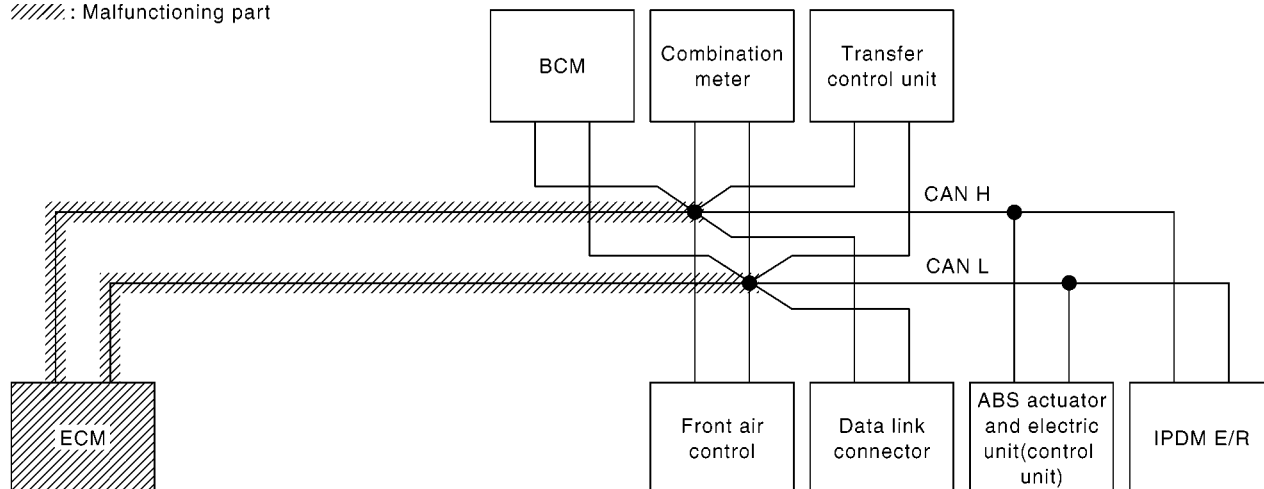 : Malfunctioning part
BCM
Combination
meter
Transfer
control unit
CAN H
CAN L
ECM
Front air
control
Data link
connector
ABS actuator
and electric
unit(control
unit)
IPDM E/R